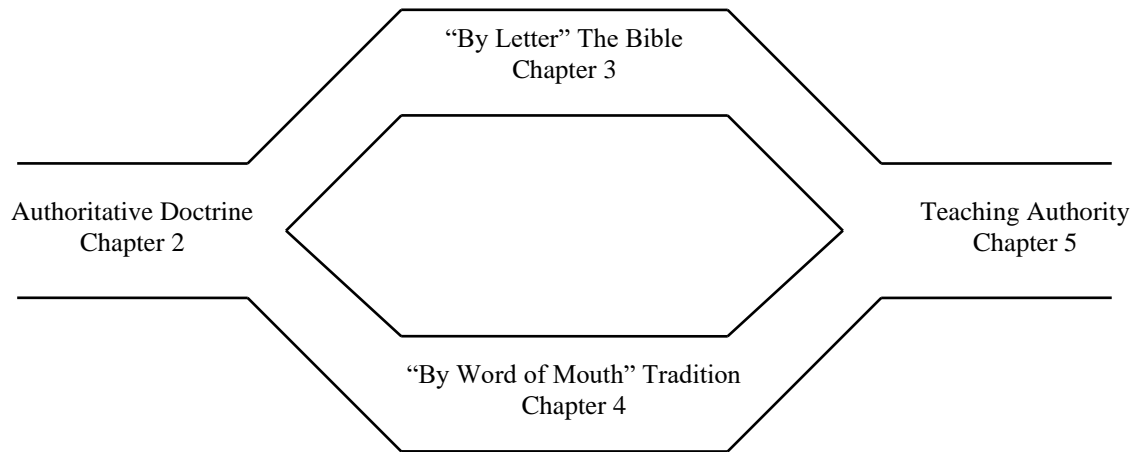 “By Letter” The Bible
Chapter 3
Authoritative Doctrine
Chapter 2
Teaching Authority
Chapter 5
“By Word of Mouth” Tradition
Chapter 4